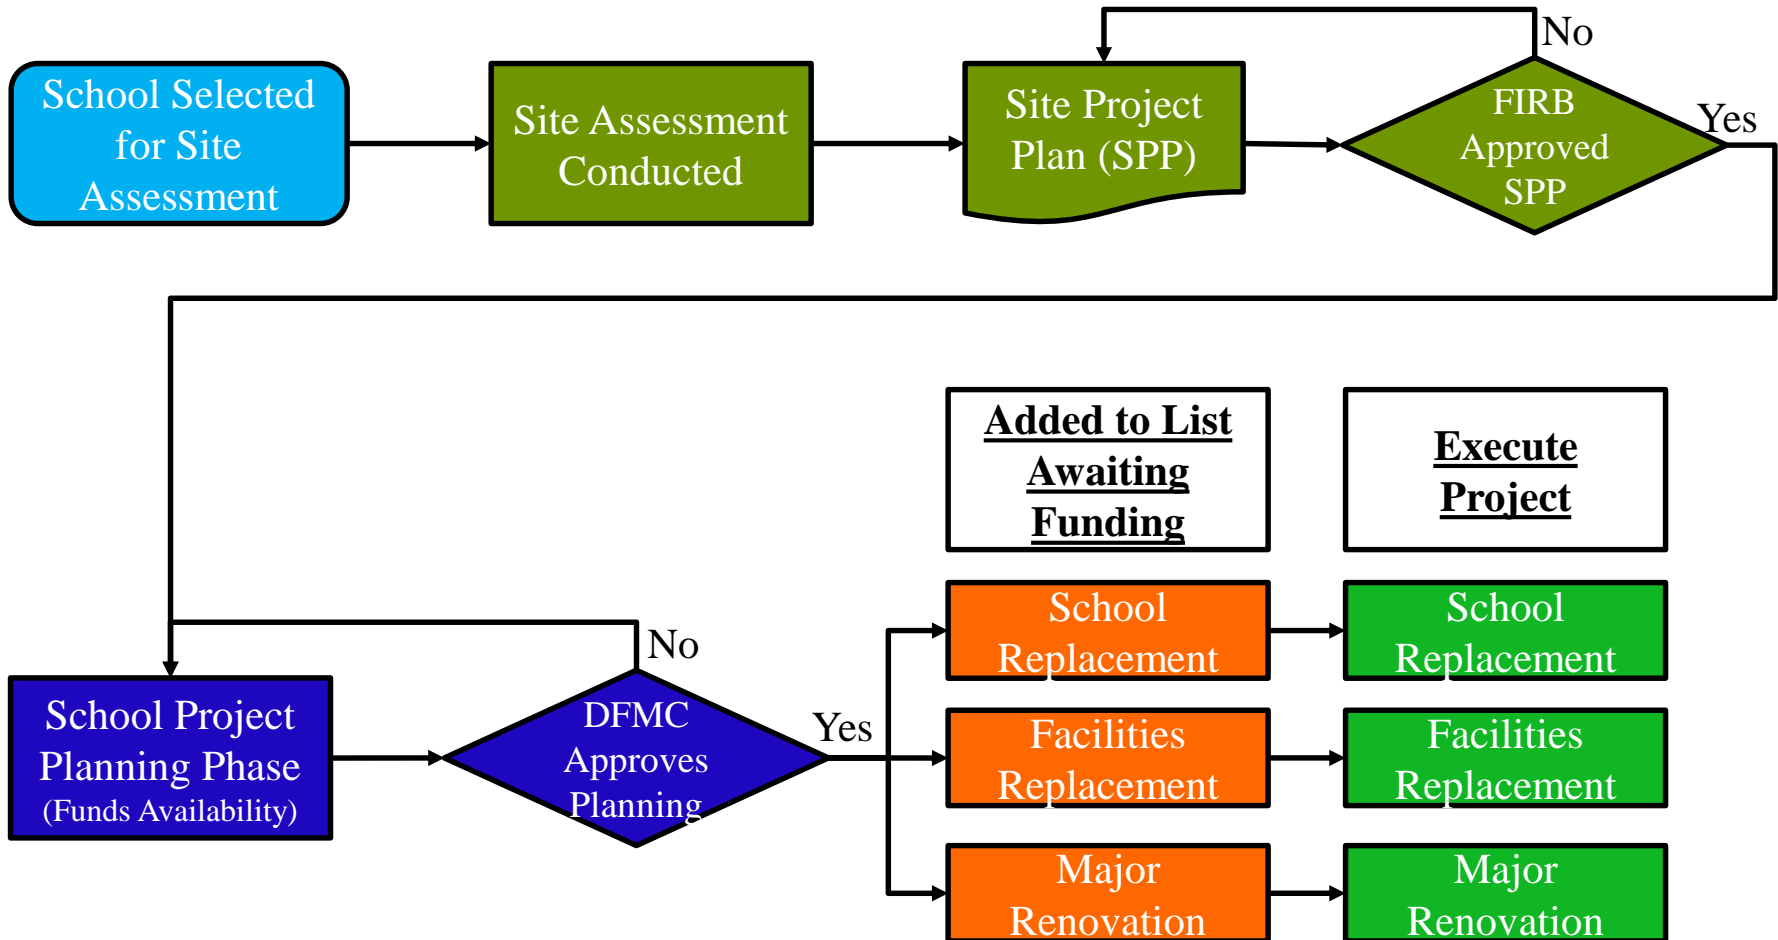 School Selected
for Site
Assessment
Site Assessment
Conducted
Site Project
Plan (SPP)
No
FIRB
Approved
SPP
Yes
Added to List
Awaiting
Funding
Execute
Project
School Project
Planning Phase
(Funds Availability)
No
DFMC
Approves
Planning
Yes
School
Replacement
School
Replacement
Facilities
Replacement
Facilities
Replacement
Major
Renovation
Major
Renovation